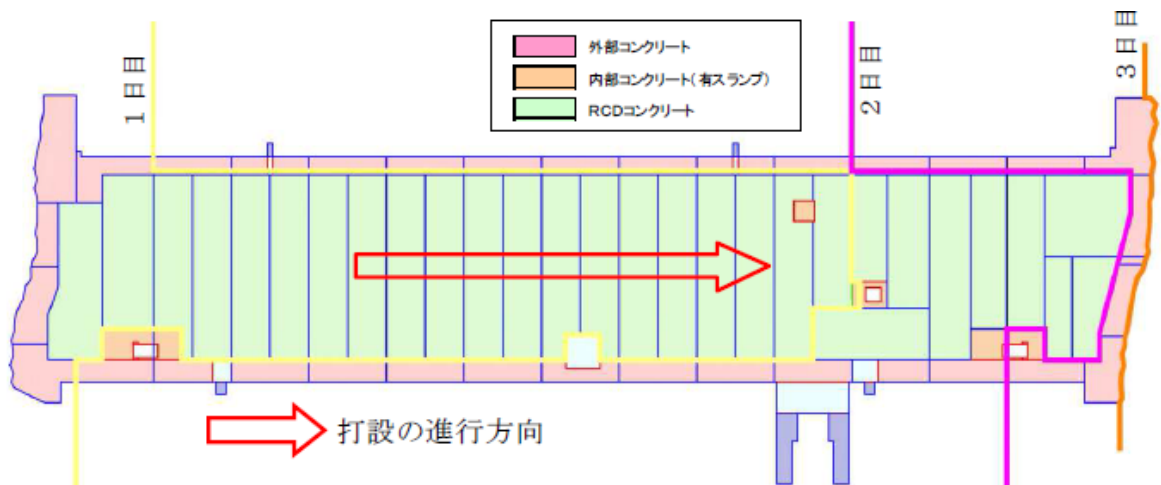 外部コンクリート
内部コンクリート(有スランプ)
RCDコンクリート
1日目
2日目
3日目
打設の進行方向